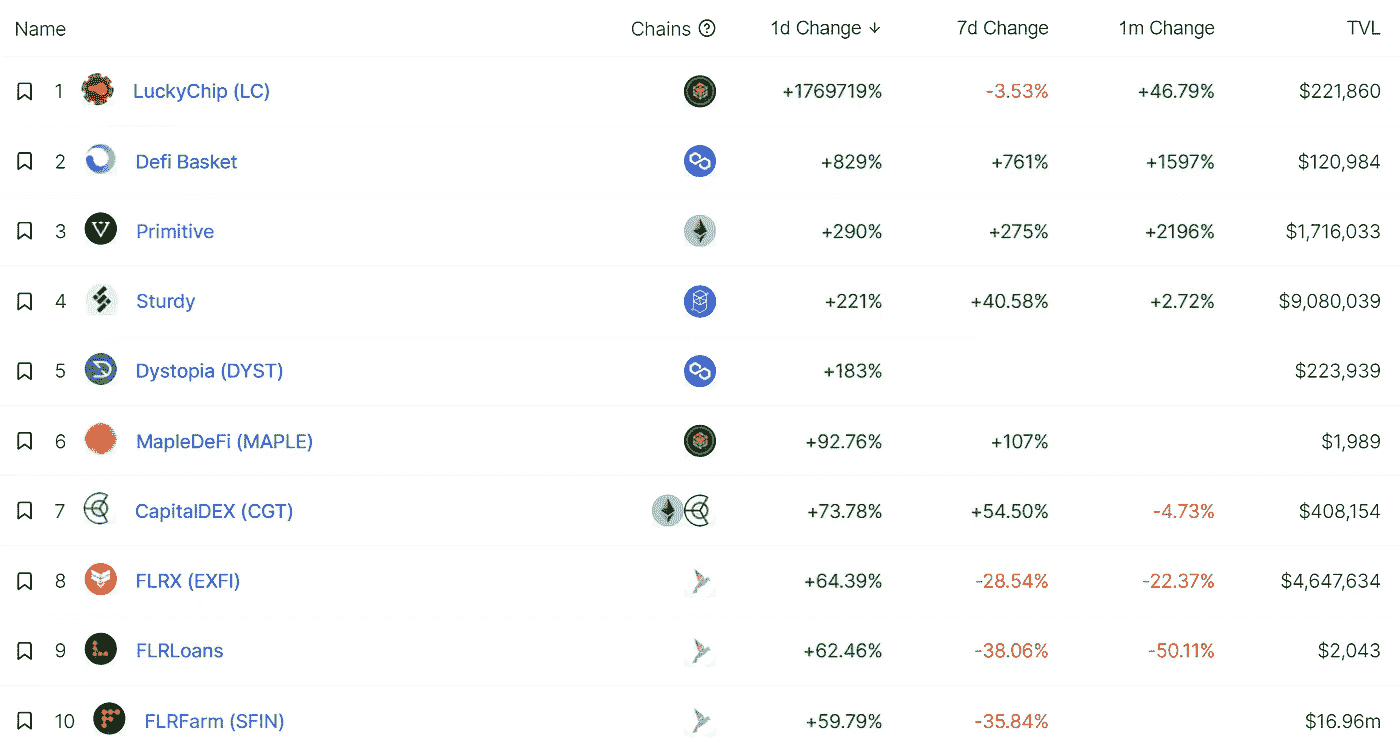 Name Chains ? 1d Change ↓ 7d Change 1m Change TVL
1 LuckyChip (LC) +1769719% -3.53% +46.79% $221,860
2 Defi Basket +829% +761% +1597% $120,984
3 Primitive +290% +275% +2196% $1,716,033
4 Sturdy +221% +40.58% +2.72% $9,080,039
5 Dystopia (DYST) +183% $223,939
6 MapleDeFi (MAPLE) +92.76% +107% $1,989
7 CapitalDEX (CGT) +73.78% +54.50% -4.73% $408,154
8 FLRX (EXFI) +64.39% -28.54% -22.37% $4,647,634
9 FLRLoans +62.46% -38.06% -50.11% $2,043
10 FLRFarm (SFIN) +59.79% -35.84% $16.96m